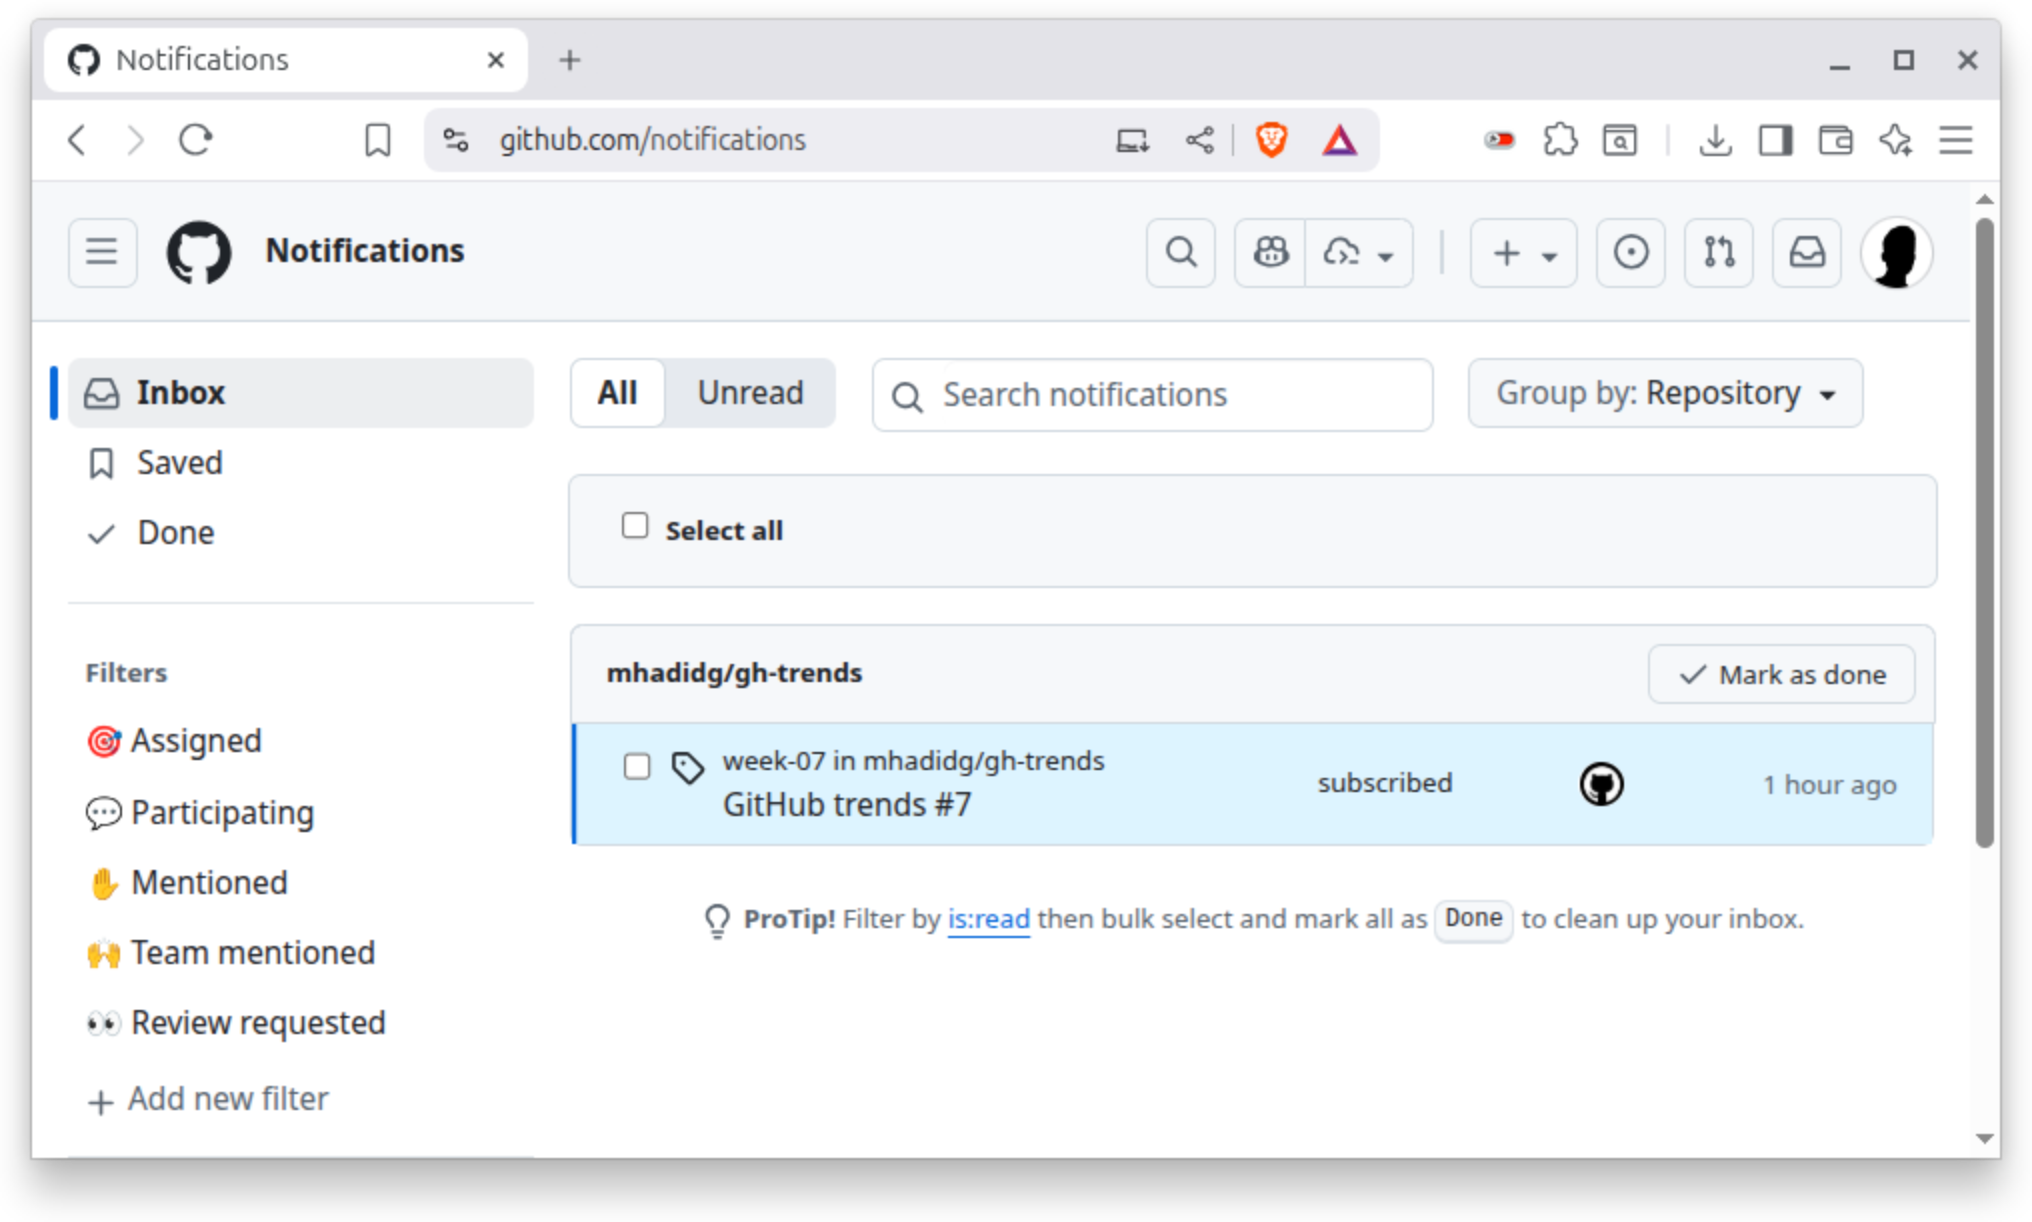 Notifications
github.com/notifications
Notifications
Inbox
Saved
Done
Filters
Assigned
Participating
Mentioned
Team mentioned
Review requested
Add new filter
All Unread Search notifications Group by: Repository
Select all
mhadidg/gh-trends Mark as done
week-07 in mhadidg/gh-trends
GitHub trends #7
subscribed 1 hour ago
ProTip! Filter by is:read then bulk select and mark all as Done to clean up your inbox.